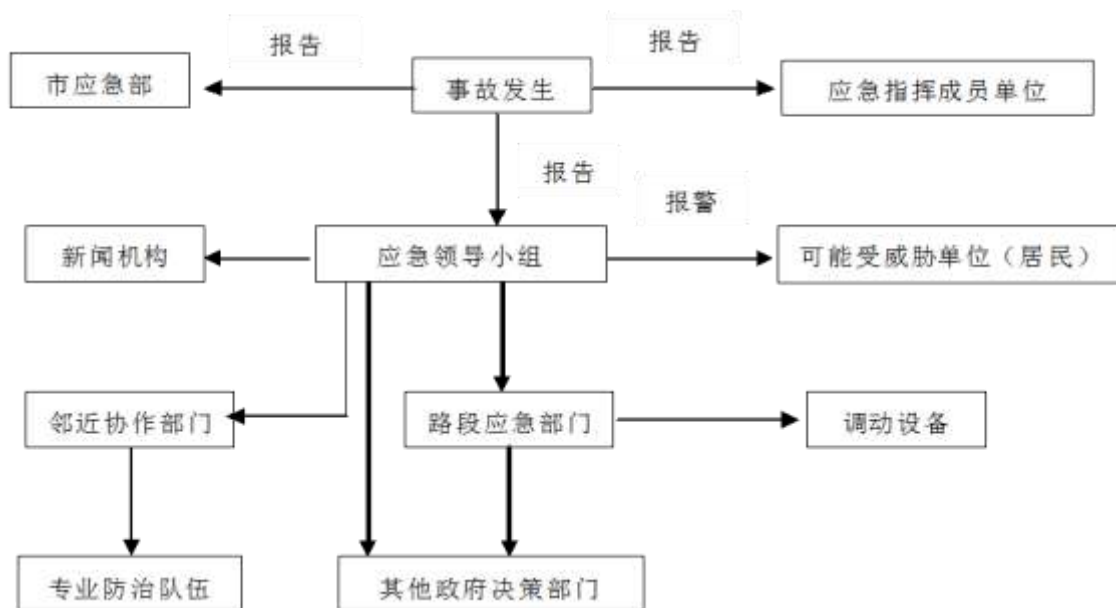 报告
报告
市应急部
事故发生
应急指挥成员单位
报告
报警
新闻机构
应急领导小组
可能受威胁单位（居民）
邻近协作部门
路段应急部门
调动设备
专业防治队伍
其他政府决策部门